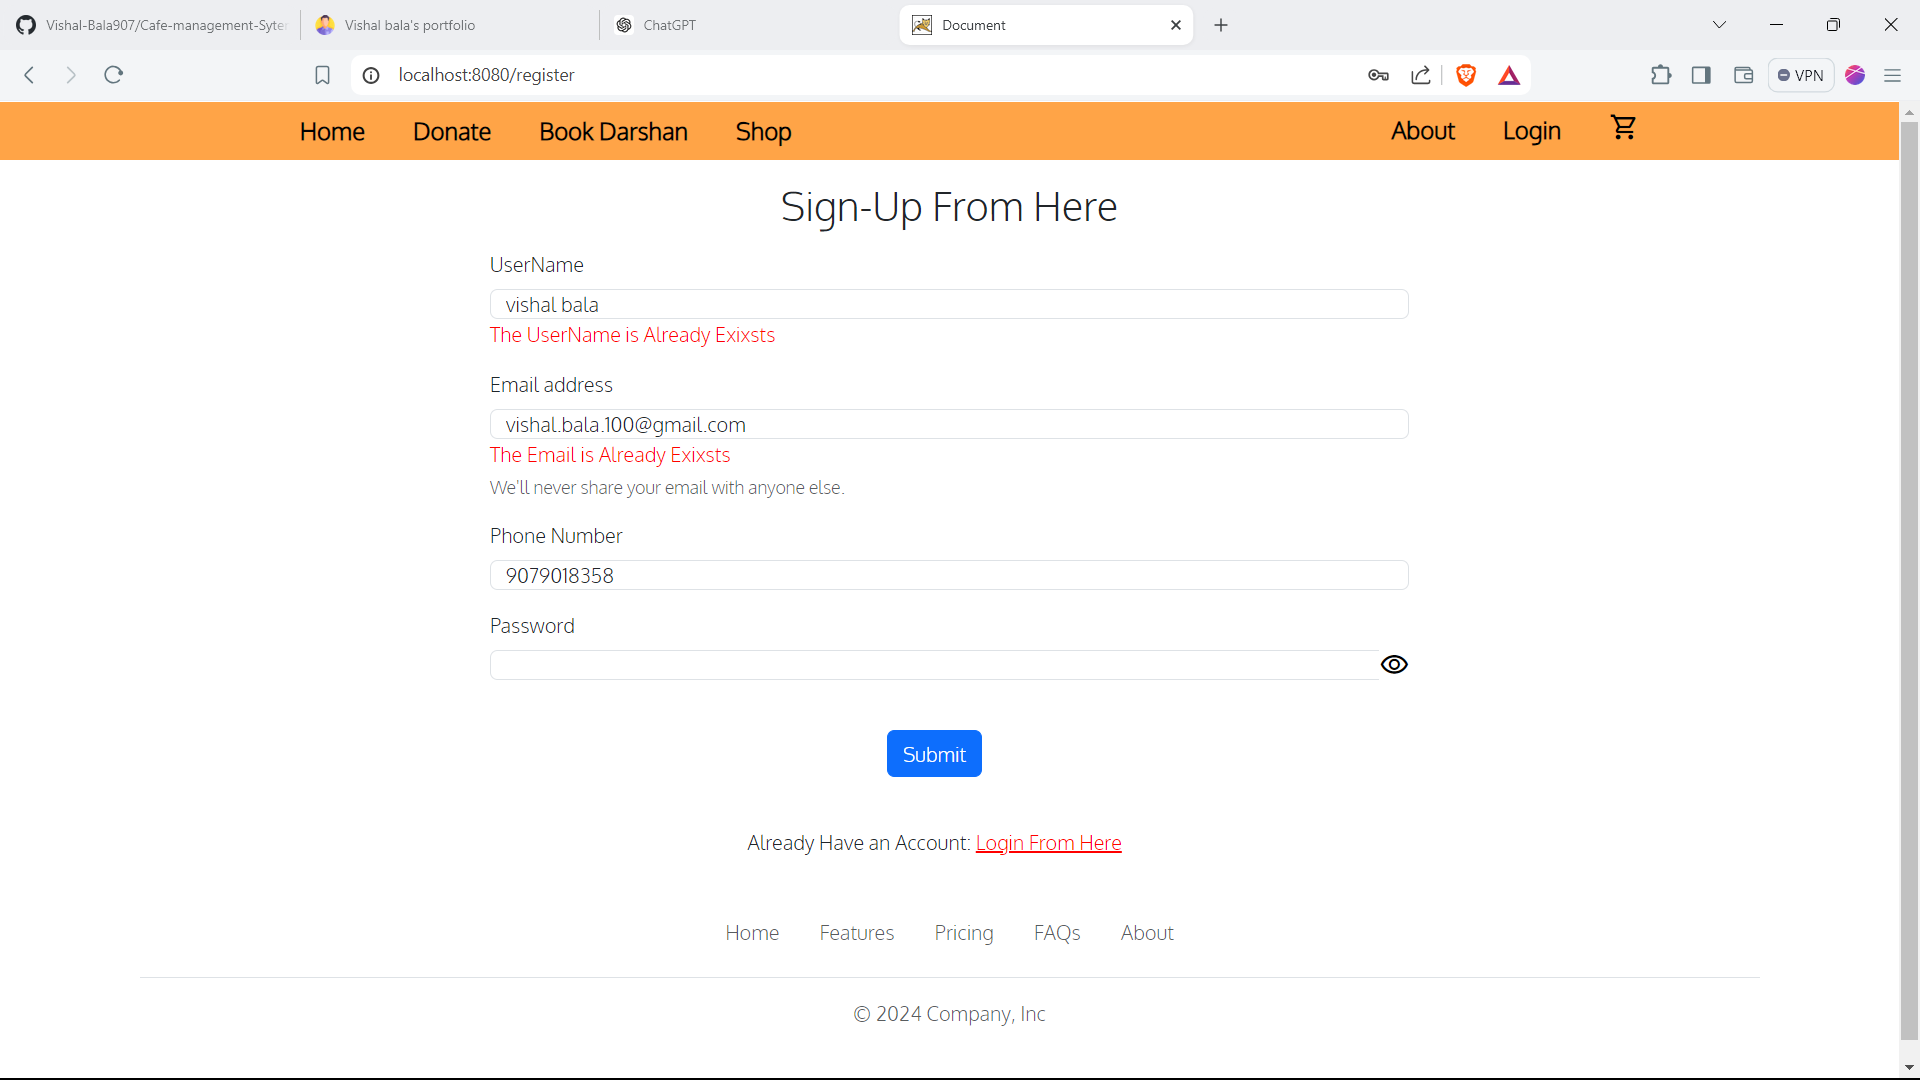 Vishal-Bala907/Cafe-management-Syte
Vishal bala's portfolio
ChatGPT
Document
localhost:8080/register
VPN
Home Donate Book Darshan Shop About Login
Sign-Up From Here
UserName
vishal bala
The UserName is Already Exixsts
Email address
vishal.bala.100@gmail.com
The Email is Already Exixsts
We'll never share your email with anyone else.
Phone Number
9079018358
Password
Submit
Already Have an Account: Login From Here
Home Features Pricing FAQs About
© 2024 Company, Inc